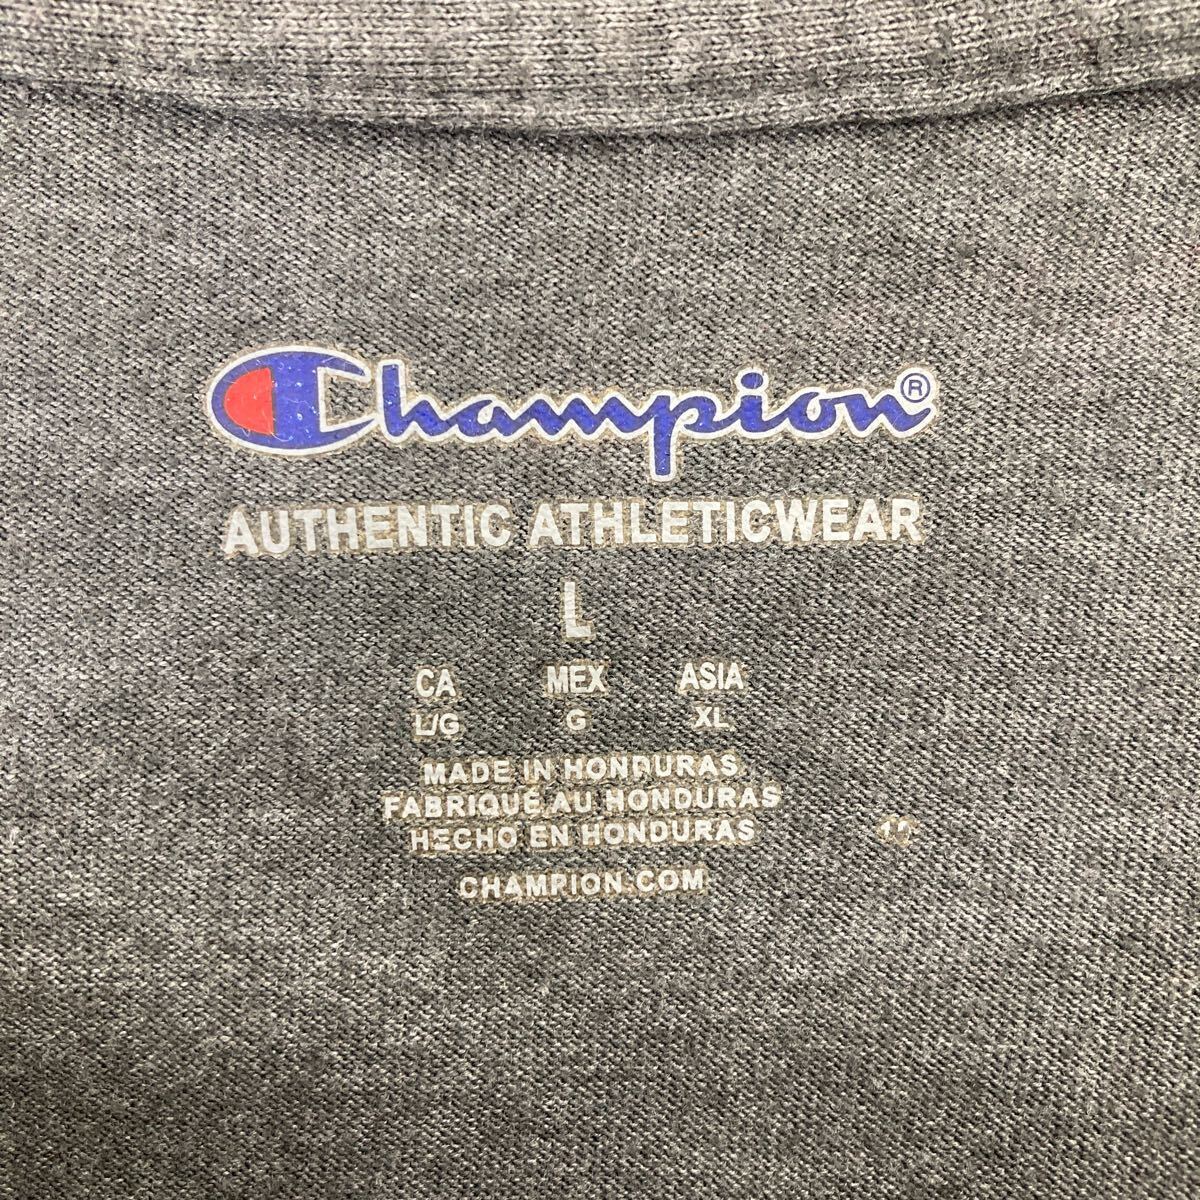 Champion®
AUTHENTIC ATHLETICWEAR
L
CA MEX ASIA
L/G G XL
MADE IN HONDURAS
FABRIQUÉ AU HONDURAS
HECHO EN HONDURAS
CHAMPION.COM